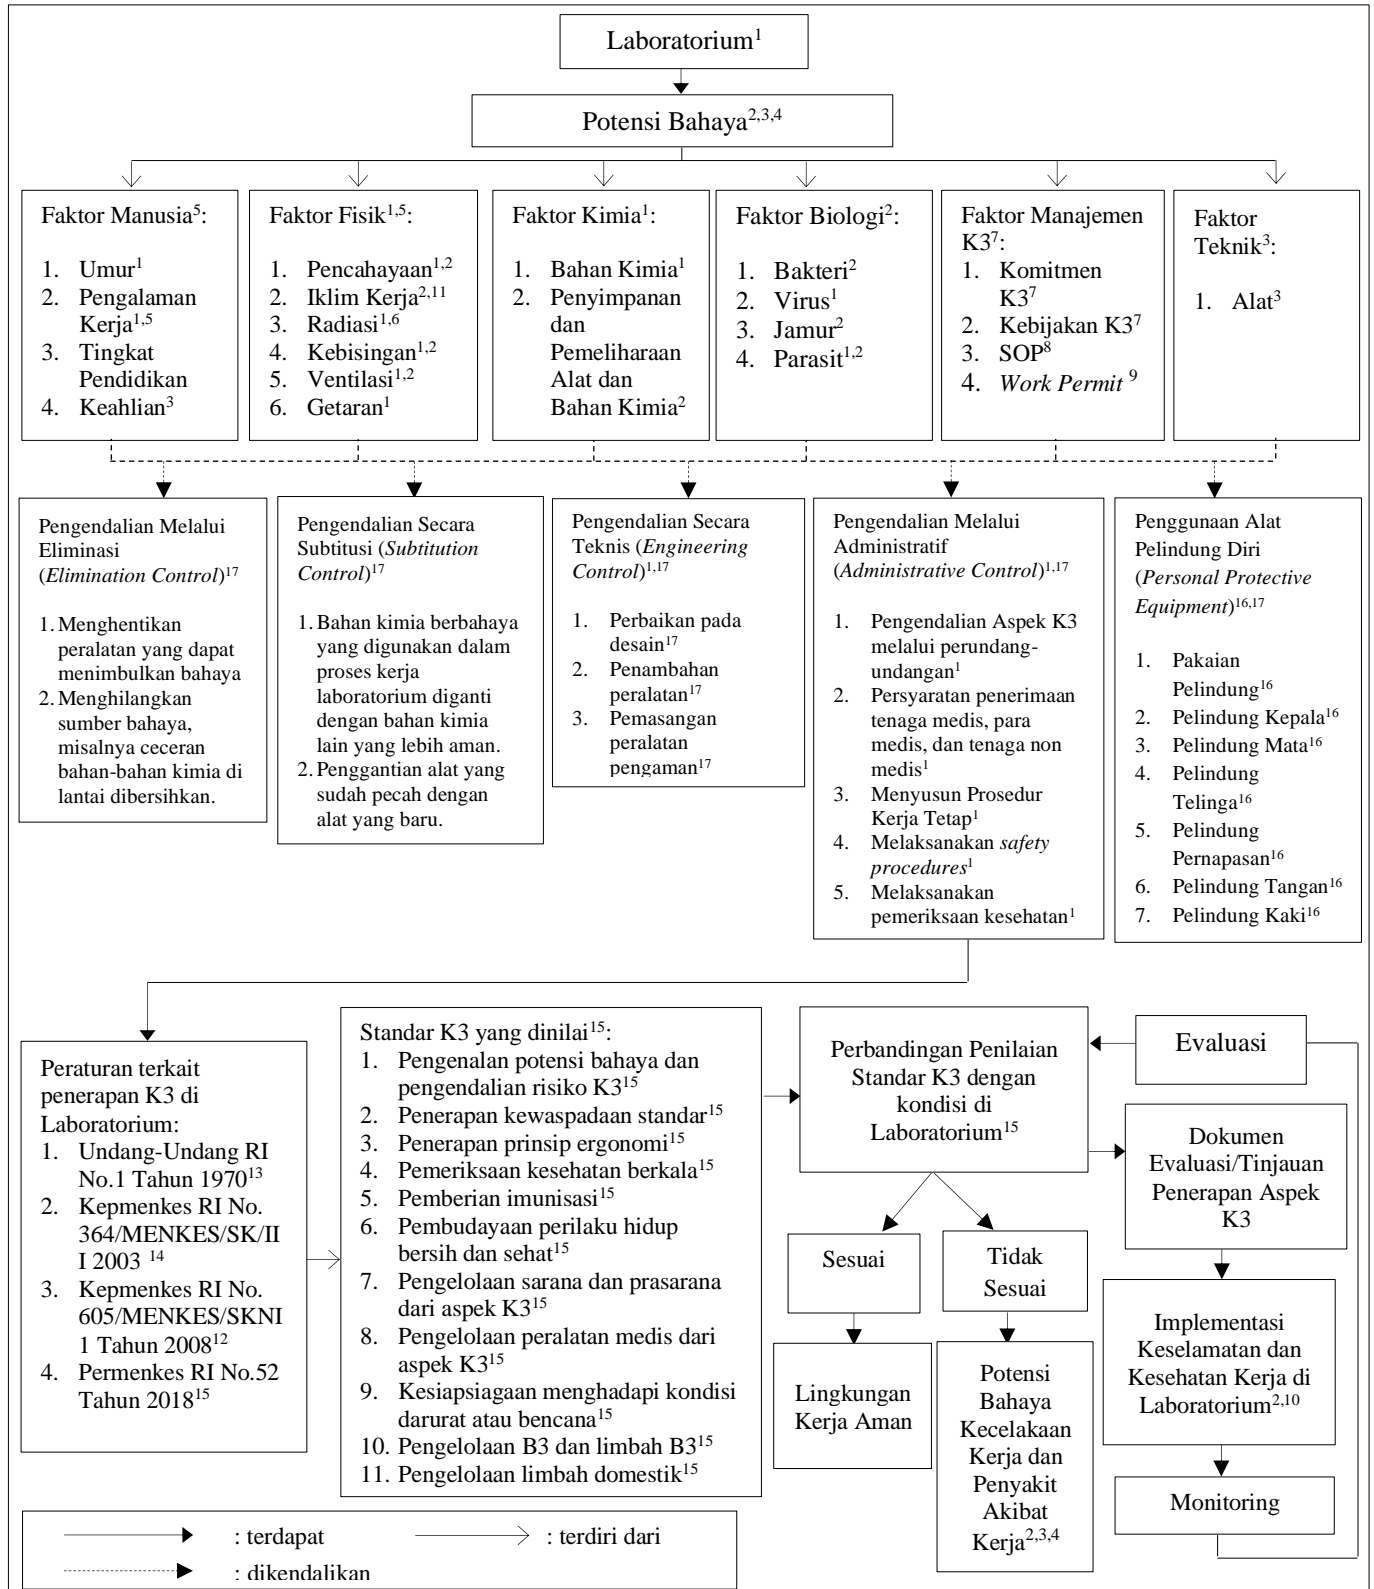 Laboratorium¹
Potensi Bahaya²,³,⁴
Faktor Manusia⁵:
1. Umur¹
2. Pengalaman
Kerja¹,⁵
3. Tingkat
Pendidikan
4. Keahlian³
Faktor Fisik¹,⁵:
1. Pencahayaan¹,²
2. Iklim Kerja²,¹¹
3. Radiasi¹,⁶
4. Kebisingan¹,²
5. Ventilasi¹,²
6. Getaran¹
Faktor Kimia¹:
1. Bahan Kimia¹
2. Penyimpanan
dan
Pemeliharaan
Alat dan
Bahan Kimia²
Faktor Biologi²:
1. Bakteri²
2. Virus¹
3. Jamur²
4. Parasit¹,²
Faktor Manajemen
K3⁷:
1. Komitmen
K3⁷
2. Kebijakan K3⁷
3. SOP⁸
4. Work Permit ⁹
Faktor
Teknik³:
1. Alat³
Pengendalian Melalui
Eliminasi
(Elimination Control)¹⁷
1. Menghentikan
peralatan yang dapat
menimbulkan bahaya
2. Menghilangkan
sumber bahaya,
misalnya ceceran
bahan-bahan kimia di
lantai dibersihkan.
Pengendalian Secara
Subtitusi (Subtitution
Control)¹⁷
1. Bahan kimia berbahaya
yang digunakan dalam
proses kerja
laboratorium diganti
dengan bahan kimia
lain yang lebih aman.
2. Penggantian alat yang
sudah pecah dengan
alat yang baru.
Pengendalian Secara
Teknis (Engineering
Control)¹,¹⁷
1. Perbaikan pada
desain¹⁷
2. Penambahan
peralatan¹⁷
3. Pemasangan
peralatan
pengaman¹⁷
Pengendalian Melalui
Administratif
(Administrative Control)¹,¹⁷
1. Pengendalian Aspek K3
melalui perundang-
undangan¹
2. Persyaratan penerimaan
tenaga medis, para
medis, dan tenaga non
medis¹
3. Menyusun Prosedur
Kerja Tetap¹
4. Melaksanakan safety
procedures¹
5. Melaksanakan
pemeriksaan kesehatan¹
Penggunaan Alat
Pelindung Diri
(Personal Protective
Equipment)¹⁶,¹⁷
1. Pakaian
Pelindung¹⁶
2. Pelindung Kepala¹⁶
3. Pelindung Mata¹⁶
4. Pelindung
Telinga¹⁶
5. Pelindung
Pernapasan¹⁶
6. Pelindung Tangan¹⁶
7. Pelindung Kaki¹⁶
Peraturan terkait
penerapan K3 di
Laboratorium:
1. Undang-Undang RI
No.1 Tahun 1970¹³
2. Kepmenkes RI No.
364/MENKES/SK/II
I 2003 ¹⁴
3. Kepmenkes RI No.
605/MENKES/SKNI
1 Tahun 2008¹²
4. Permenkes RI No.52
Tahun 2018¹⁵
Standar K3 yang dinilai¹⁵:
1. Pengenalan potensi bahaya dan
pengendalian risiko K3¹⁵
2. Penerapan kewaspadaan standar¹⁵
3. Penerapan prinsip ergonomi¹⁵
4. Pemeriksaan kesehatan berkala¹⁵
5. Pemberian imunisasi¹⁵
6. Pembudayaan perilaku hidup
bersih dan sehat¹⁵
7. Pengelolaan sarana dan prasarana
dari aspek K3¹⁵
8. Pengelolaan peralatan medis dari
aspek K3¹⁵
9. Kesiapsiagaan menghadapi kondisi
darurat atau bencana¹⁵
10. Pengelolaan B3 dan limbah B3¹⁵
11. Pengelolaan limbah domestik¹⁵
Perbandingan Penilaian
Standar K3 dengan
kondisi di
Laboratorium¹⁵
Evaluasi
Dokumen
Evaluasi/Tinjauan
Penerapan Aspek
K3
Sesuai
Tidak
Sesuai
Lingkungan
Kerja Aman
Potensi
Bahaya
Kecelakaan
Kerja dan
Penyakit
Akibat
Kerja²,³,⁴
Implementasi
Keselamatan dan
Kesehatan Kerja di
Laboratorium²,¹⁰
Monitoring
: terdapat
: terdiri dari
: dikendalikan